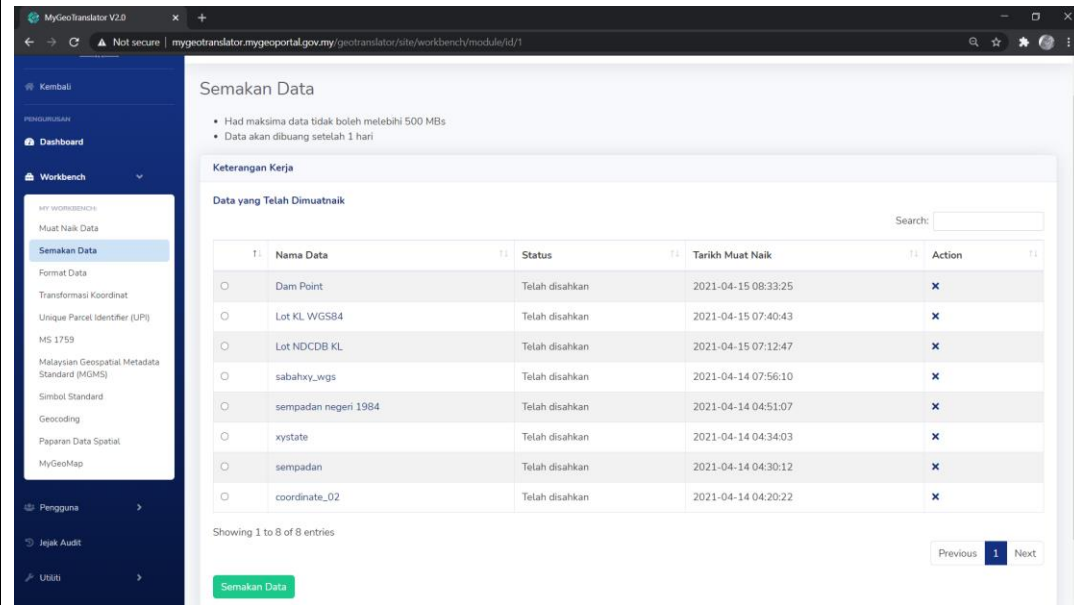 MyGeoTranslator V2.0
Not secure | mygeotranslator.mygeoportal.gov.my/geotranslator/site/workbench/module/id/1
Kembali
PENGURUSAN
Dashboard
Workbench
MY WORKBENCH:
Muat Naik Data
Semakan Data
Format Data
Transformasi Koordinat
Unique Parcel Identifier (UPI)
MS 1759
Malaysian Geospatial Metadata
Standard (MGMS)
Simbol Standard
Geocoding
Paparan Data Spatial
MyGeoMap
Pengguna
Jejak Audit
Utiliti
Semakan Data
• Had maksima data tidak boleh melebihi 500 MBs
• Data akan dibuang setelah 1 hari
Keterangan Kerja
Data yang Telah Dimuatnaik
Search:
Nama Data Status Tarikh Muat Naik Action
Dam Point Telah disahkan 2021-04-15 08:33:25
Lot KL WGS84 Telah disahkan 2021-04-15 07:40:43
Lot NDCDB KL Telah disahkan 2021-04-15 07:12:47
sabahxy_wgs Telah disahkan 2021-04-14 07:56:10
sempadan negeri 1984 Telah disahkan 2021-04-14 04:51:07
xystate Telah disahkan 2021-04-14 04:34:03
sempadan Telah disahkan 2021-04-14 04:30:12
coordinate_02 Telah disahkan 2021-04-14 04:20:22
Showing 1 to 8 of 8 entries
Previous 1 Next
Semakan Data